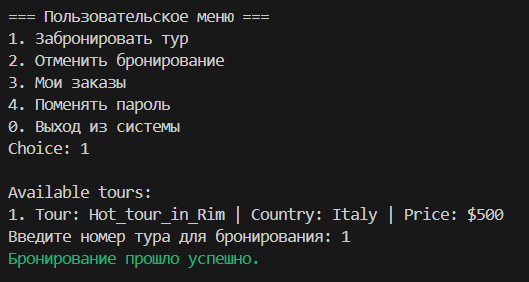 === Пользовательское меню ===
1. Забронировать тур
2. Отменить бронирование
3. Мои заказы
4. Поменять пароль
0. Выход из системы
Choice: 1
Available tours:
1. Tour: Hot_tour_in_Rim | Country: Italy | Price: $500
Введите номер тура для бронирования: 1
Бронирование прошло успешно.